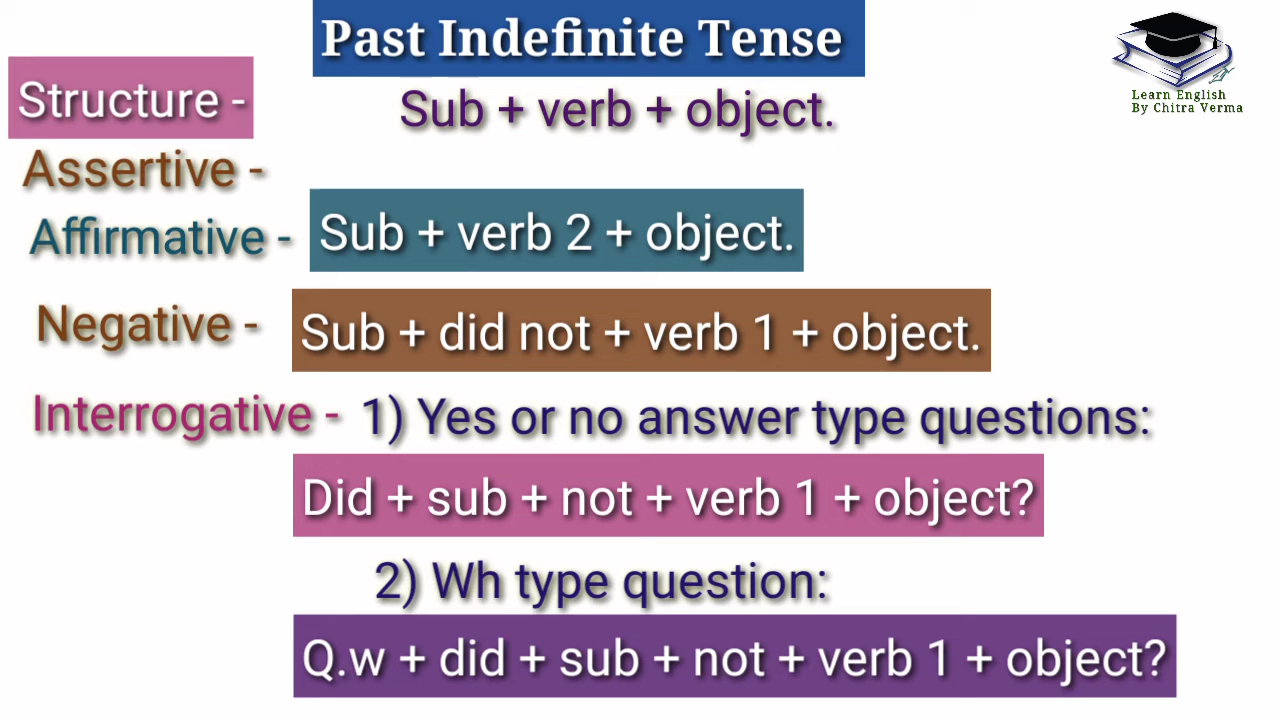 Past Indefinite Tense
Learn English
By Chitra Verma
Structure -
Sub + verb + object.
Assertive -
Affirmative -
Sub + verb 2 + object.
Negative -
Sub + did not + verb 1 + object.
Interrogative -
1) Yes or no answer type questions:
Did + sub + not + verb 1 + object?
2) Wh type question:
Q.w + did + sub + not + verb 1 + object?